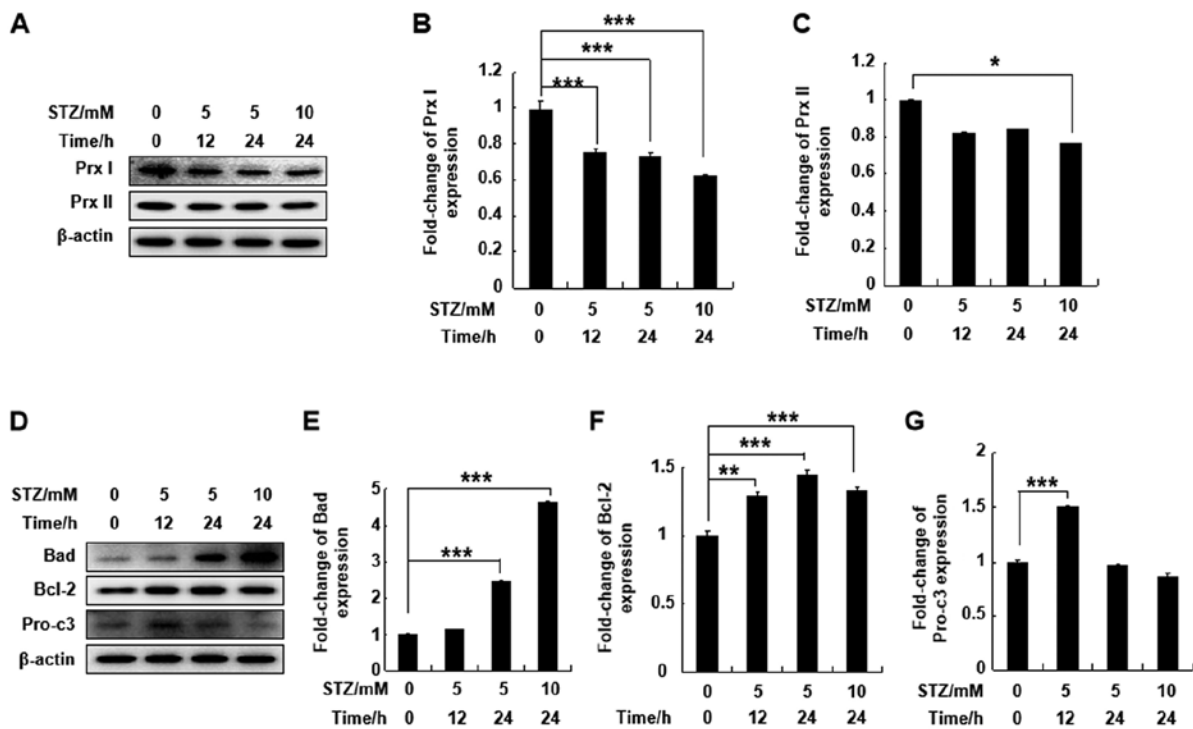 A
STZ/mM 0 5 5 10
Time/h 0 12 24 24
Prx I
Prx II
β-actin
B
***
***
***
Fold-change of Prx I
expression
1.2
1
0.8
0.6
0.4
0.2
0
STZ/mM 0 5 5 10
Time/h 0 12 24 24
C
*
Fold-change of Prx II
expression
1.2
1
0.8
0.6
0.4
0.2
0
STZ/mM 0 5 5 10
Time/h 0 12 24 24
D
STZ/mM 0 5 5 10
Time/h 0 12 24 24
Bad
Bcl-2
Pro-c3
β-actin
E
***
***
Fold-change of Bad
expression
5
4
3
2
1
0
STZ/mM 0 5 5 10
Time/h 0 12 24 24
F
***
***
**
Fold-change of Bcl-2
expression
1.5
1
0.5
0
0 5 5 10
Time/h 0 12 24 24
G
***
Fold-change of
Pro-c3 expression
2
1.5
1
0.5
0
STZ/mM 0 5 5 10
Time/h 0 12 24 24